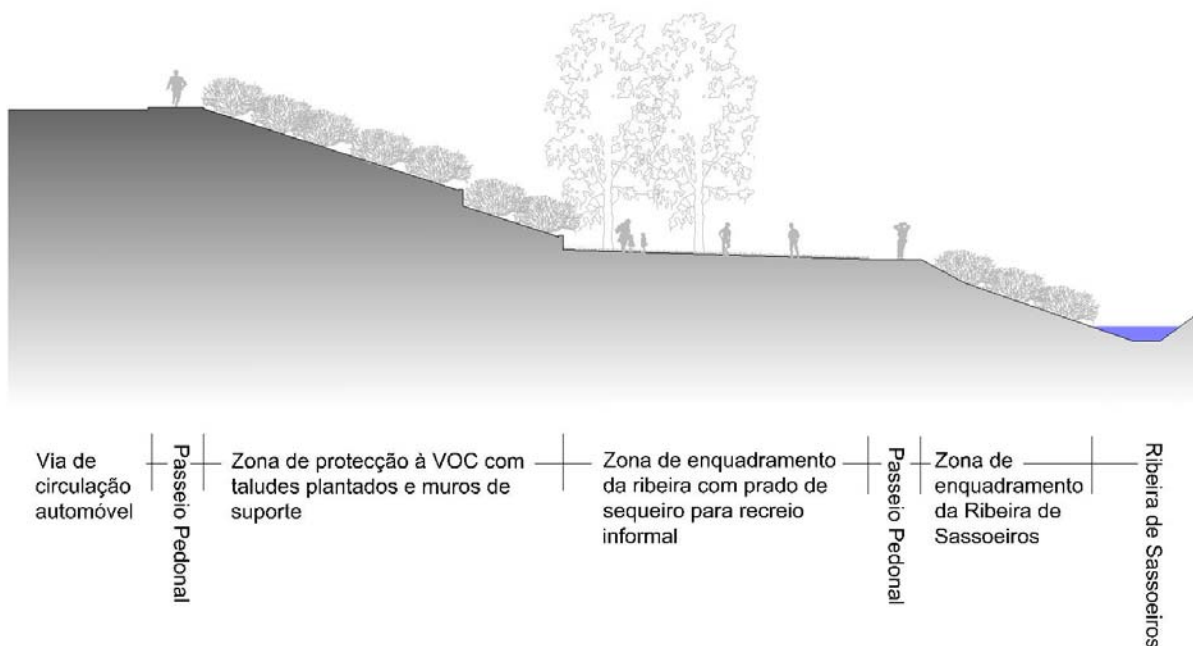 Via de
circulação
automóvel
Passeio Pedonal
Zona de protecção à VOC com
taludes plantados e muros de
suporte
Zona de enquadramento
da ribeira com prado de
sequeiro para recreio
informal
Passeio Pedonal
Zona de
enquadramento
da Ribeira de
Sassoeiros
Ribeira de Sassoeiros